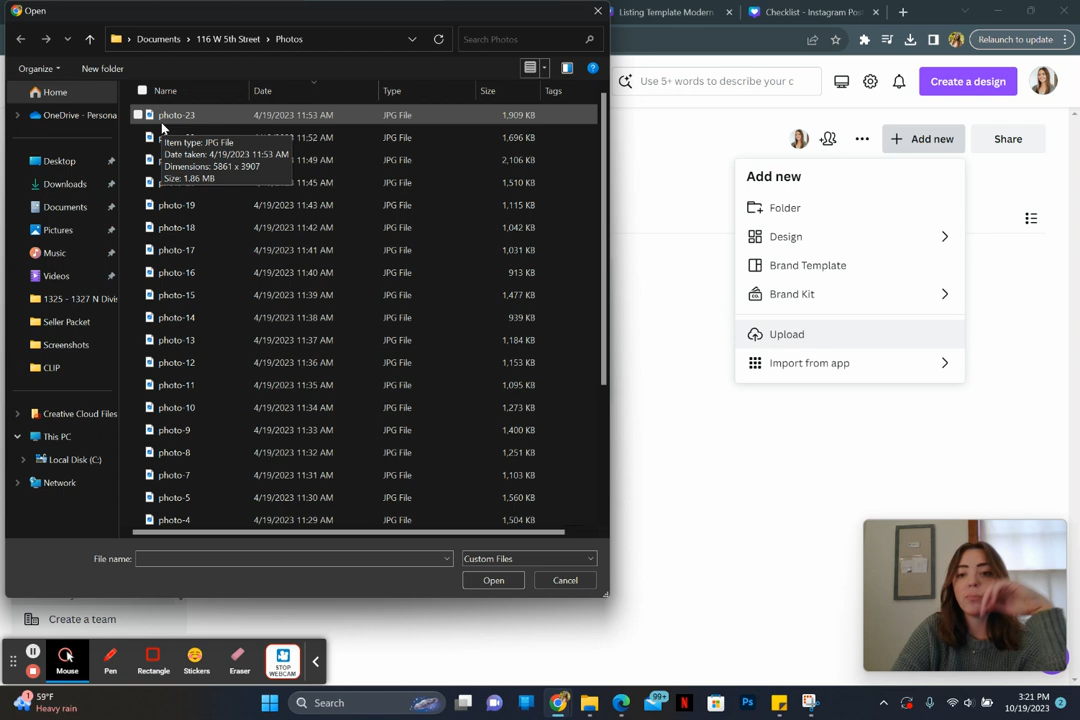 Open
Listing Template Modern
Checklist - Instagram Pos
Documents > 116 W 5th Street > Photos
Search Photos
Relaunch to update
Organize
New folder
Use 5+ words to describe your c
Create a design
Name
Date
Type
Size
Tags
Home
OneDrive - Persona
Desktop
Downloads
Documents
Pictures
Music
Videos
1325 - 1327 N Divis
Seller Packet
Screenshots
CLIP
Creative Cloud Files
This PC
Local Disk (C:)
Network
photo-23 4/19/2023 11:53 AM JPG File 1,909 KB
4/19/2023 11:52 AM JPG File 1,696 KB
4/19/2023 11:49 AM JPG File 2,106 KB
4/19/2023 11:45 AM JPG File 1,510 KB
photo-19 4/19/2023 11:43 AM JPG File 1,115 KB
photo-18 4/19/2023 11:42 AM JPG File 1,042 KB
photo-17 4/19/2023 11:41 AM JPG File 1,031 KB
photo-16 4/19/2023 11:40 AM JPG File 913 KB
photo-15 4/19/2023 11:39 AM JPG File 1,477 KB
photo-14 4/19/2023 11:38 AM JPG File 939 KB
photo-13 4/19/2023 11:37 AM JPG File 1,184 KB
photo-12 4/19/2023 11:36 AM JPG File 1,153 KB
photo-11 4/19/2023 11:35 AM JPG File 1,095 KB
photo-10 4/19/2023 11:34 AM JPG File 1,273 KB
photo-9 4/19/2023 11:33 AM JPG File 1,400 KB
photo-8 4/19/2023 11:32 AM JPG File 1,251 KB
photo-7 4/19/2023 11:31 AM JPG File 1,103 KB
photo-5 4/19/2023 11:30 AM JPG File 1,560 KB
photo-4 4/19/2023 11:29 AM JPG File 1,504 KB
Item type: JPG File
Date taken: 4/19/2023 11:53 AM
Dimensions: 5861 x 3907
Size: 1.86 MB
File name:
Custom Files
Open
Cancel
Add new
Share
Add new
Folder
Design
Brand Template
Brand Kit
Upload
Import from app
Create a team
Mouse
Pen
Rectangle
Stickers
Eraser
STOP
WEBCAM
59°F
Heavy rain
Search
99+
Ps
3:21 PM
10/19/2023
2